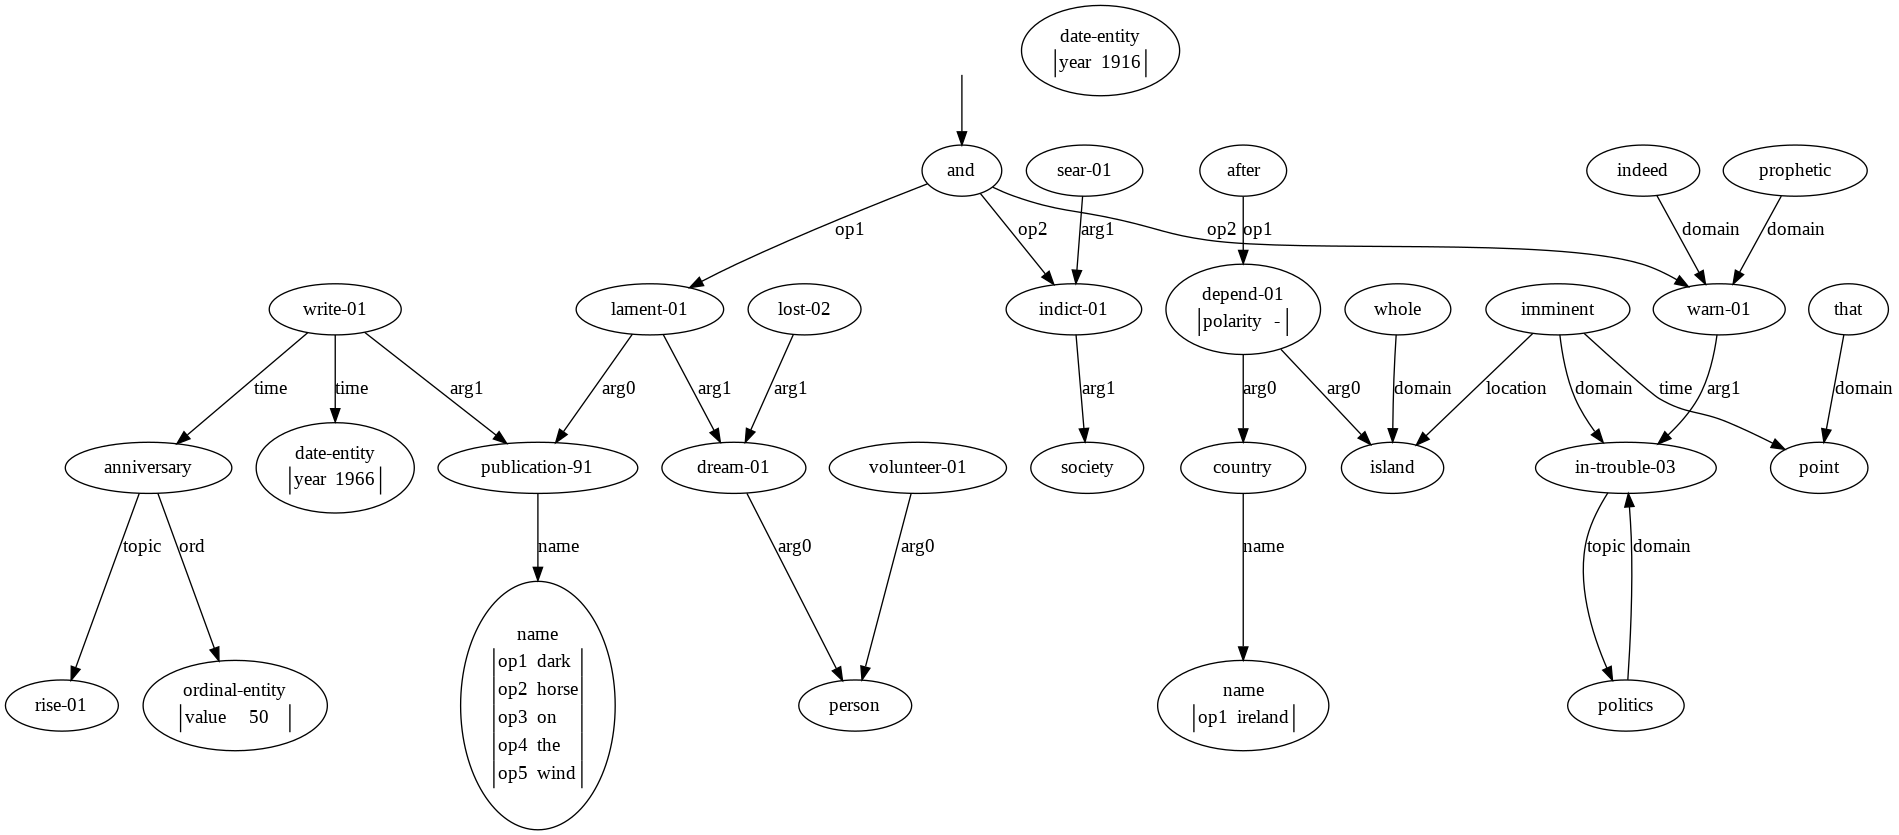 date-entity
year 1916
and
sear-01
after
indeed
prophetic
op1
op2
arg1
op2
op1
domain
domain
write-01
lament-01
lost-02
indict-01
depend-01
polarity -
whole
imminent
warn-01
that
time
time
arg1
arg0
arg1
arg1
arg1
arg0
arg0
domain
location
domain
time
arg1
domain
anniversary
date-entity
year 1966
publication-91
dream-01
volunteer-01
society
country
island
in-trouble-03
point
topic
ord
name
arg0
arg0
name
topic
domain
rise-01
ordinal-entity
value 50
name
op1 dark
op2 horse
op3 on
op4 the
op5 wind
person
name
op1 ireland
politics